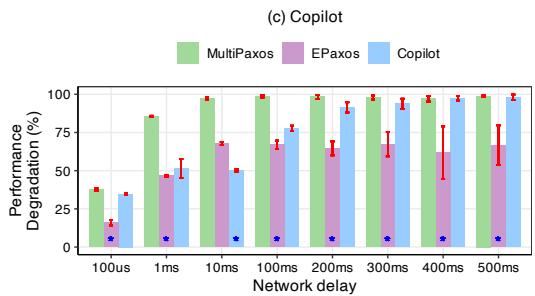 (c) Copilot
MultiPaxos EPaxos Copilot
Performance
Degradation (%)
100
75
50
25
0
100us 1ms 10ms 100ms 200ms 300ms 400ms 500ms
Network delay